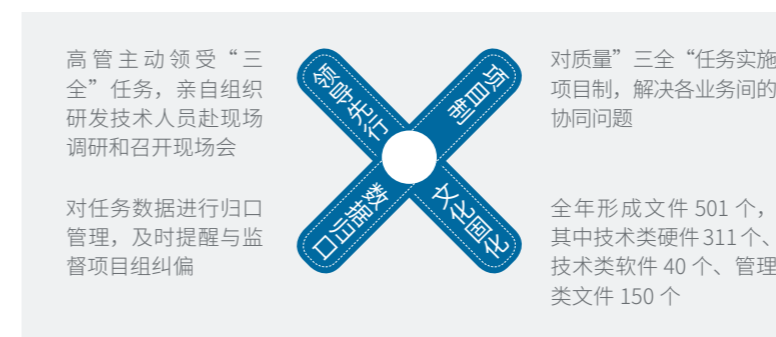 高管主动领受“三
全”任务，亲自组织
研发技术人员赴现场
调研和召开现场会
领导先行
项目制
对质量”三全“任务实施
项目制，解决各业务间的
协同问题
对任务数据进行归口
管理，及时提醒与监
督项目组纠偏
数据归口
文化固化
全年形成文件 501 个，
其中技术类硬件 311 个、
技术类软件 40 个、管理
类文件 150 个